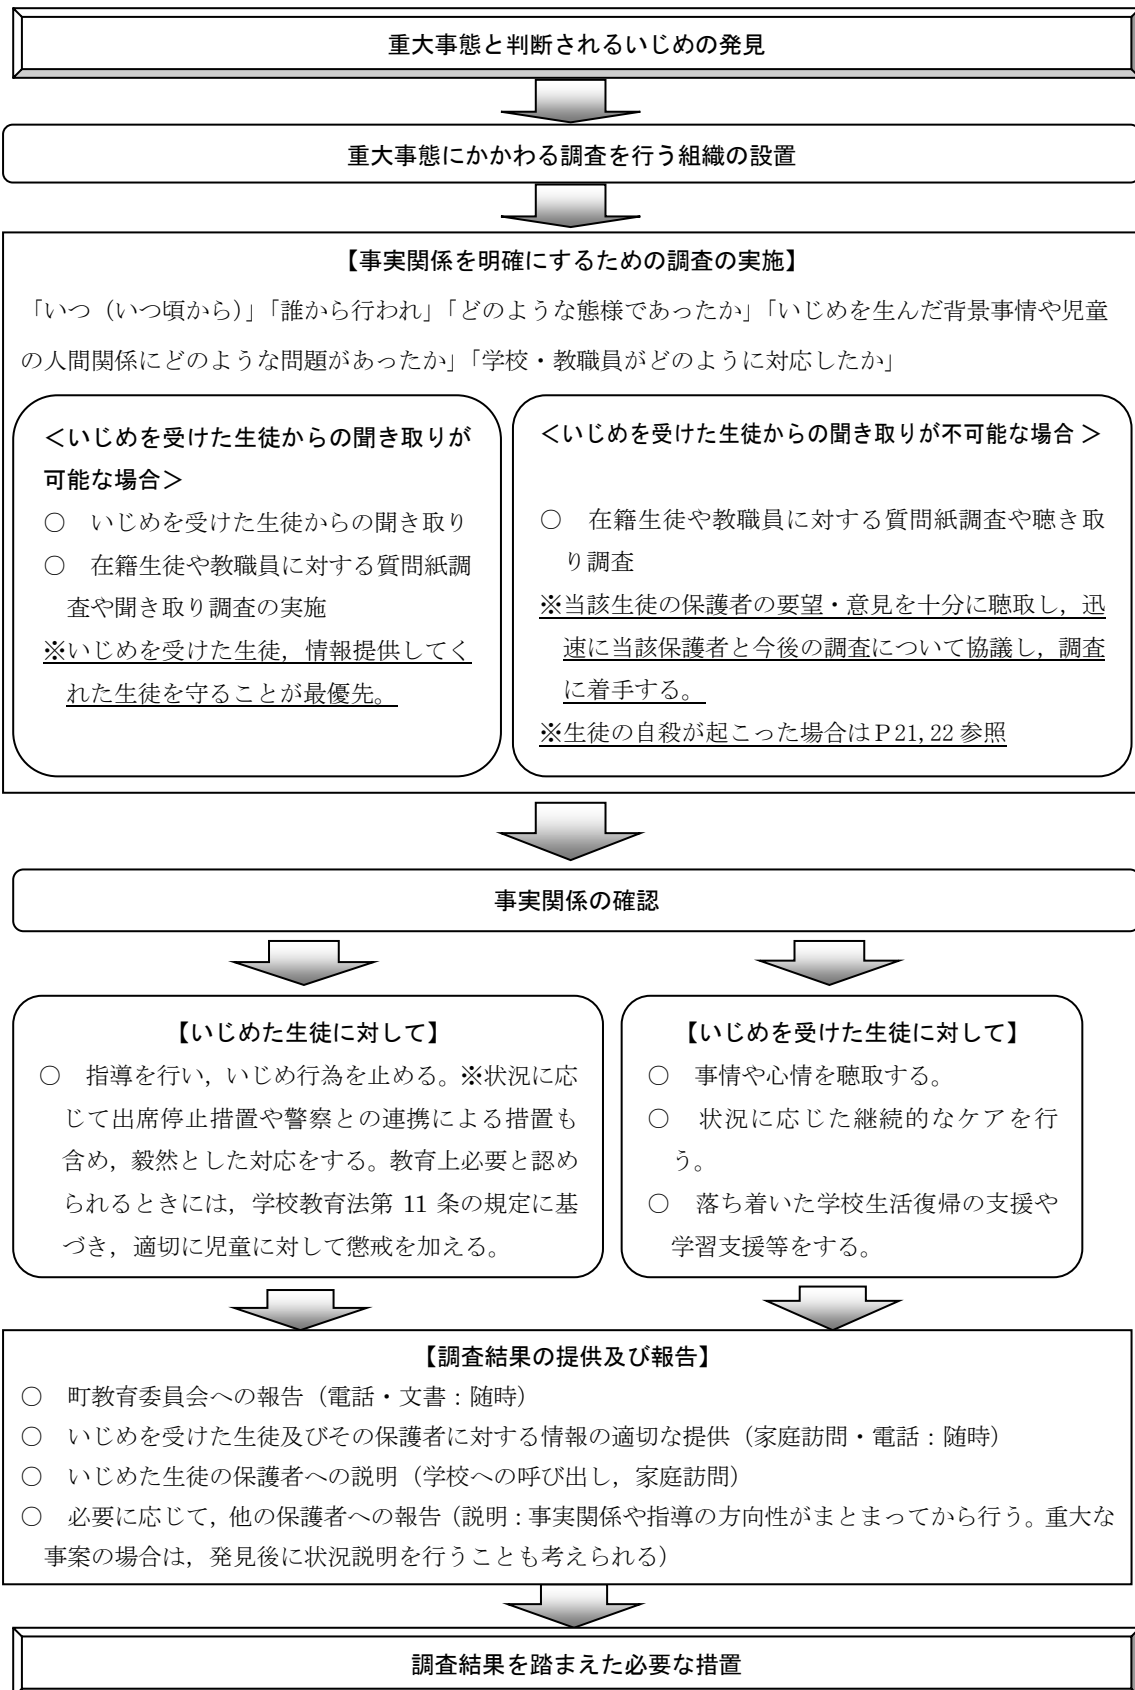 重大事態と判断されるいじめの発見
重大事態にかかわる調査を行う組織の設置
【事実関係を明確にするための調査の実施】
「いつ（いつ頃から）」「誰から行われ」「どのような態様であったか」「いじめを生んだ背景事情や児童
の人間関係にどのような問題があったか」「学校・教職員がどのように対応したか」
＜いじめを受けた生徒からの聞き取りが
可能な場合＞
○　いじめを受けた生徒からの聞き取り
○　在籍生徒や教職員に対する質問紙調
査や聞き取り調査の実施
※いじめを受けた生徒，情報提供してく
れた生徒を守ることが最優先。
＜いじめを受けた生徒からの聞き取りが不可能な場合 ＞
○　在籍生徒や教職員に対する質問紙調査や聴き取
り調査
※当該生徒の保護者の要望・意見を十分に聴取し，迅
速に当該保護者と今後の調査について協議し，調査
に着手する。
※生徒の自殺が起こった場合はＰ21,22 参照
事実関係の確認
【いじめた生徒に対して】
○　指導を行い，いじめ行為を止める。※状況に応
じて出席停止措置や警察との連携による措置も
含め，毅然とした対応をする。教育上必要と認め
られるときには，学校教育法第 11 条の規定に基
づき，適切に児童に対して懲戒を加える。
【いじめを受けた生徒に対して】
○　事情や心情を聴取する。
○　状況に応じた継続的なケアを行
う。
○　落ち着いた学校生活復帰の支援や
学習支援等をする。
【調査結果の提供及び報告】
○　町教育委員会への報告（電話・文書：随時）
○　いじめを受けた生徒及びその保護者に対する情報の適切な提供（家庭訪問・電話：随時）
○　いじめた生徒の保護者への説明（学校への呼び出し，家庭訪問）
○　必要に応じて，他の保護者への報告（説明：事実関係や指導の方向性がまとまってから行う。重大な
事案の場合は，発見後に状況説明を行うことも考えられる）
調査結果を踏まえた必要な措置